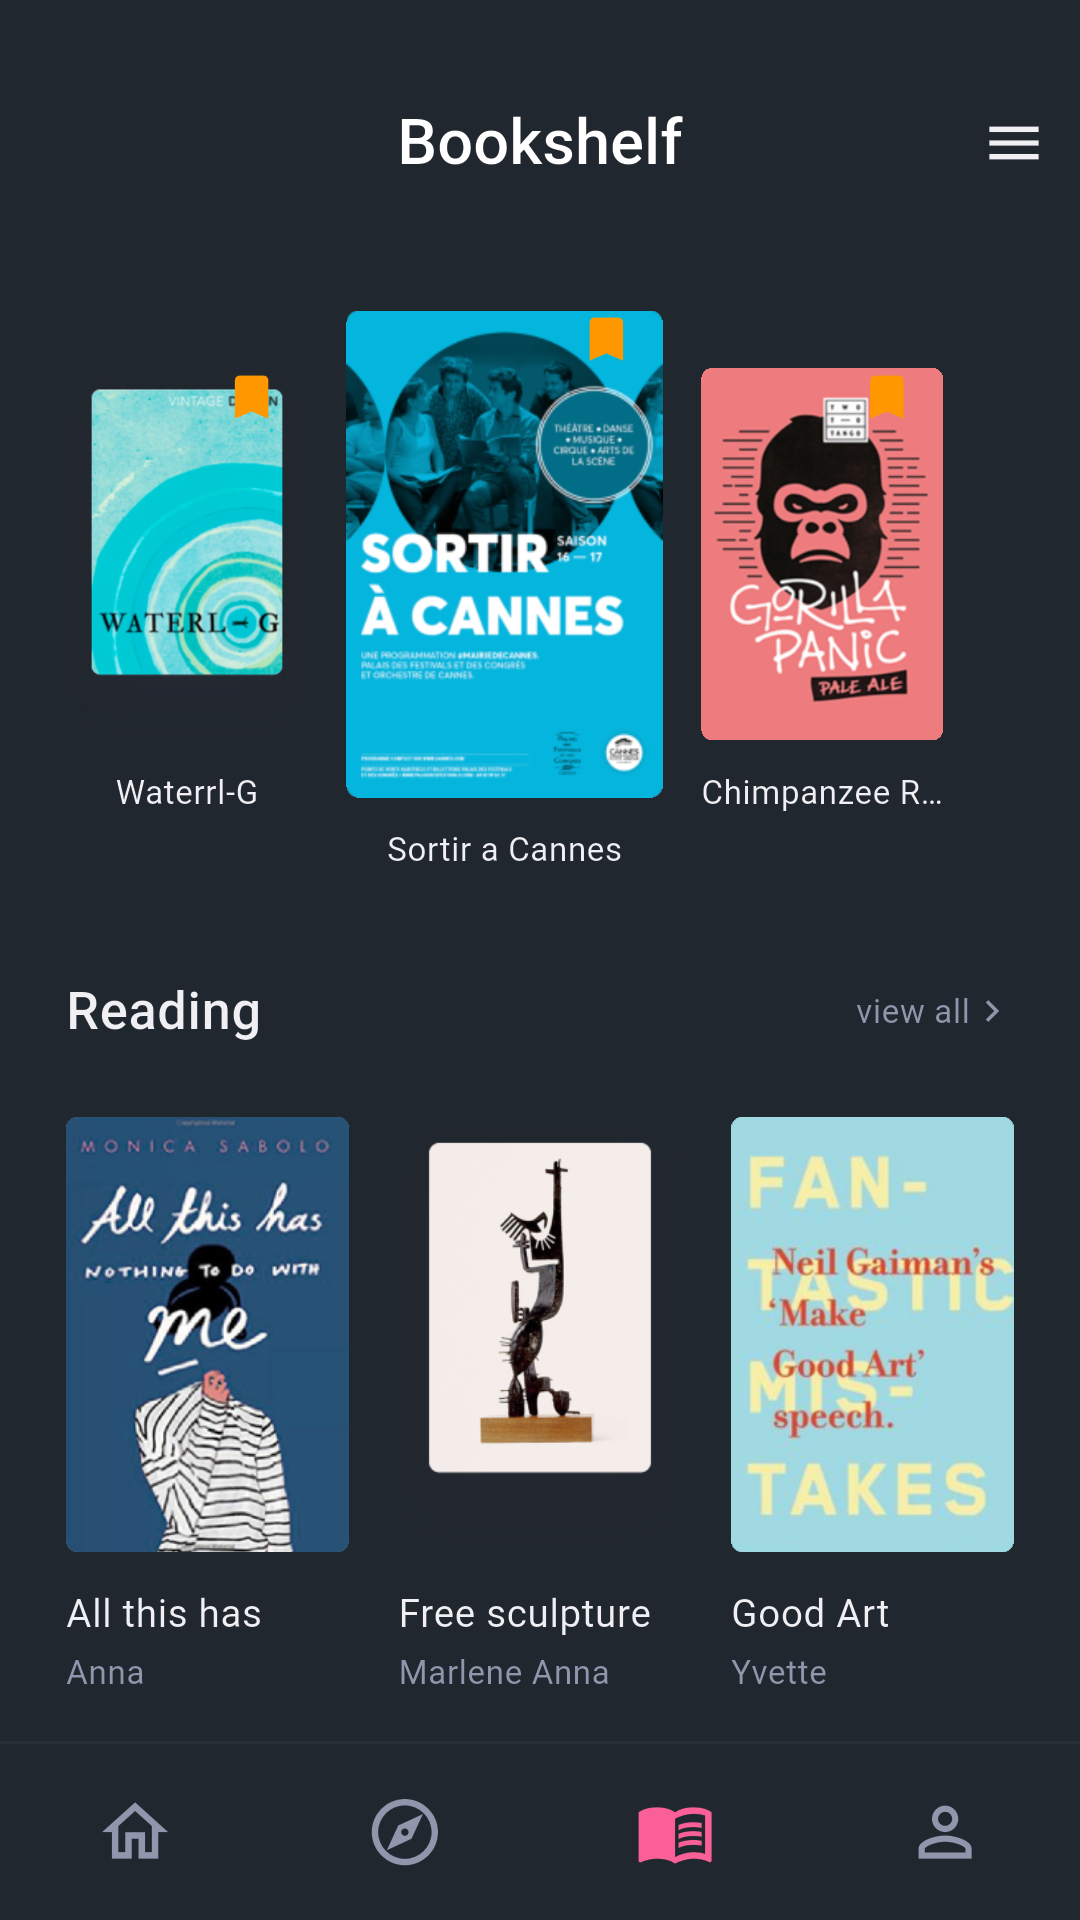 Bookshelf
VINTAGE
WATERL G
THÉÂTRE • DANSE
• MUSIQUE •
CIRQUE • ARTS DE
LA SCÈNE
SORTIR SAISON
16 — 17
À CANNES
UNE PROGRAMMATION #MAIRIEDECANNES.
PALAIS DES FESTIVALS ET DES CONGRÈS
ET ORCHESTRE DE CANNES.
CANNES
TWO
T—O
TANGO
GORILLA
PANIC
PALE ALE
Waterrl-G
Sortir a Cannes
Chimpanzee R...
Reading
view all
MONICA SABOLO
All this has
NOTHING TO DO WITH
me
FAN-
TASTIC
MIS-
TAKES
Neil Gaiman's
'Make
Good Art'
speech.
All this has
Anna
Free sculpture
Marlene Anna
Good Art
Yvette